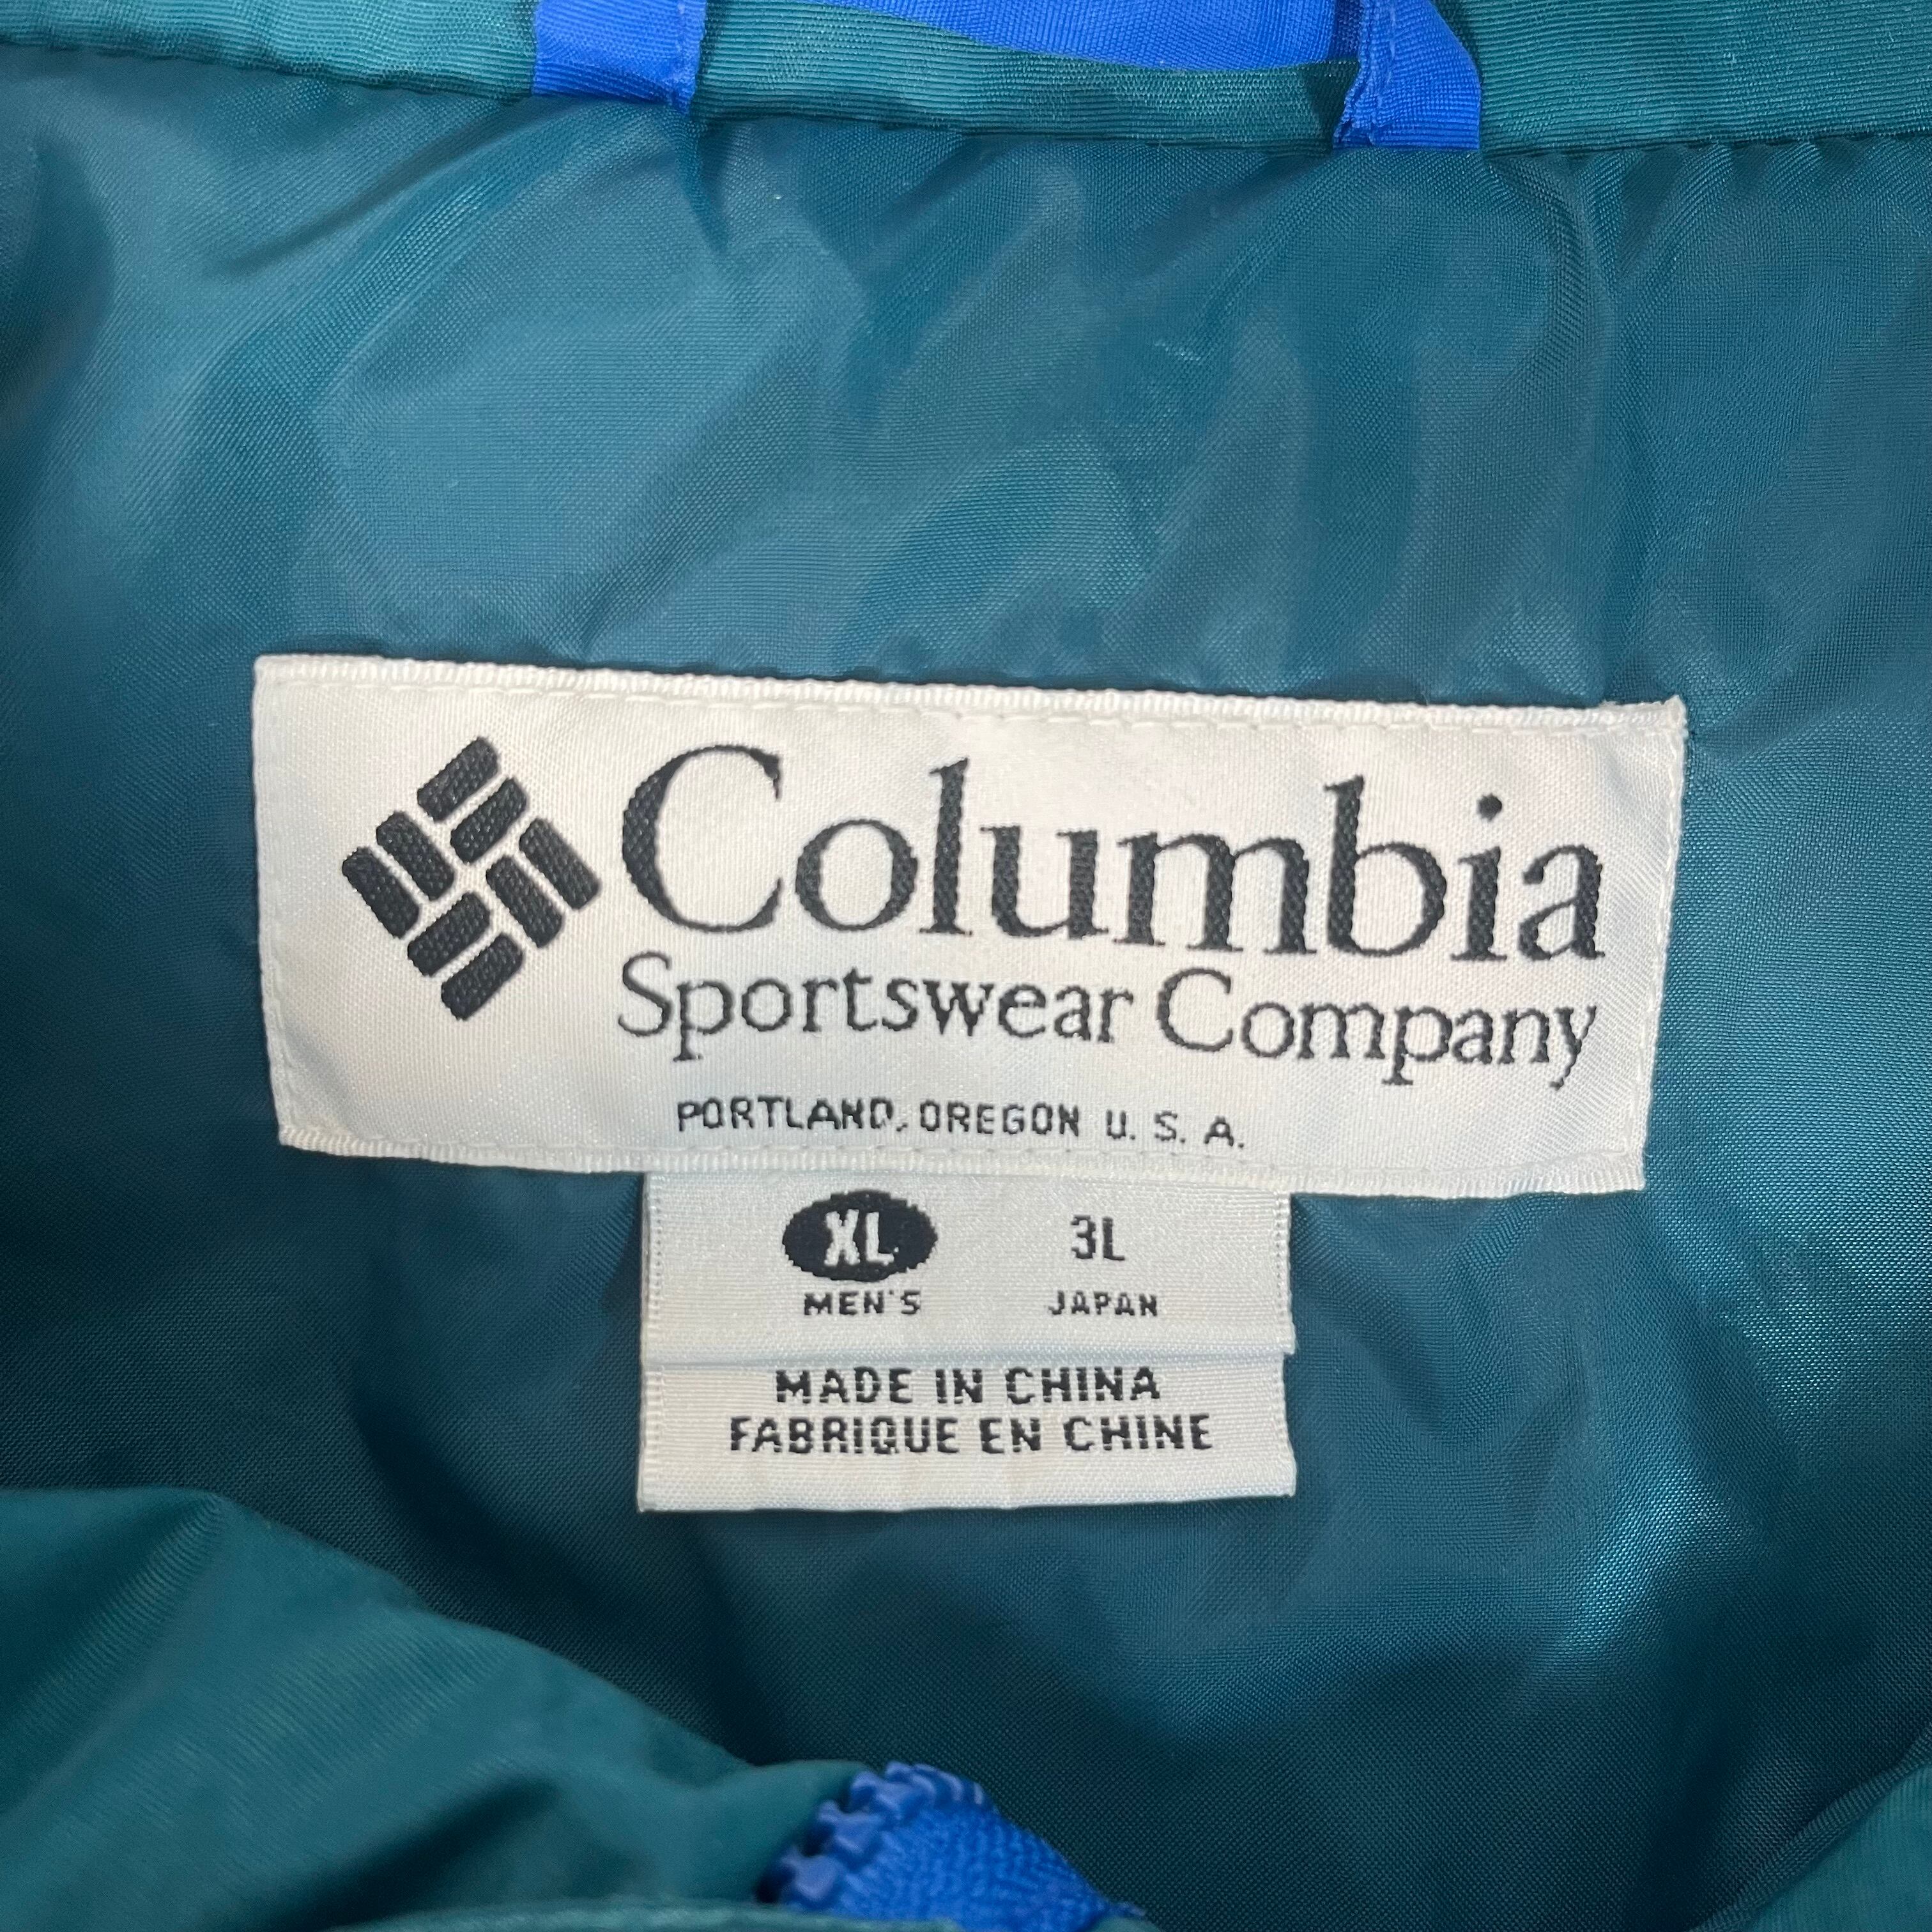 Columbia
Sportswear Company
PORTLAND, OREGON U. S. A.
XL 3L
MEN'S JAPAN
MADE IN CHINA
FABRIQUE EN CHINE